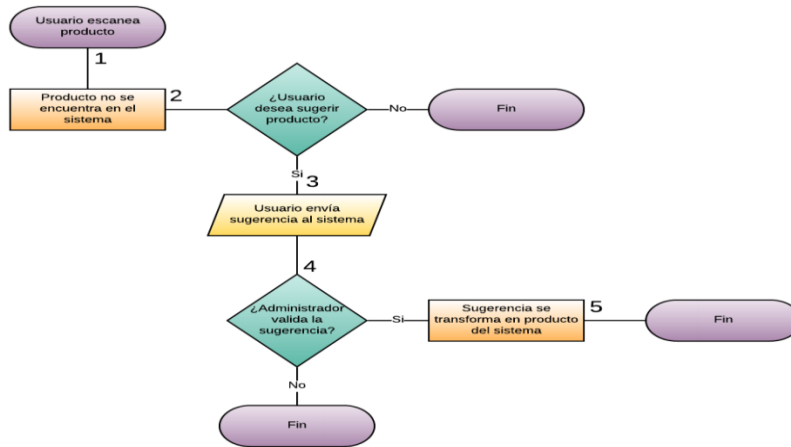 Usuario escanea
producto
1
Producto no se
encuentra en el
sistema
2
¿Usuario
desea sugerir
producto?
No
Fin
Si
3
Usuario envía
sugerencia al sistema
4
¿Administrador
valida la
sugerencia?
Si
Sugerencia se
transforma en producto
del sistema
5
Fin
No
Fin